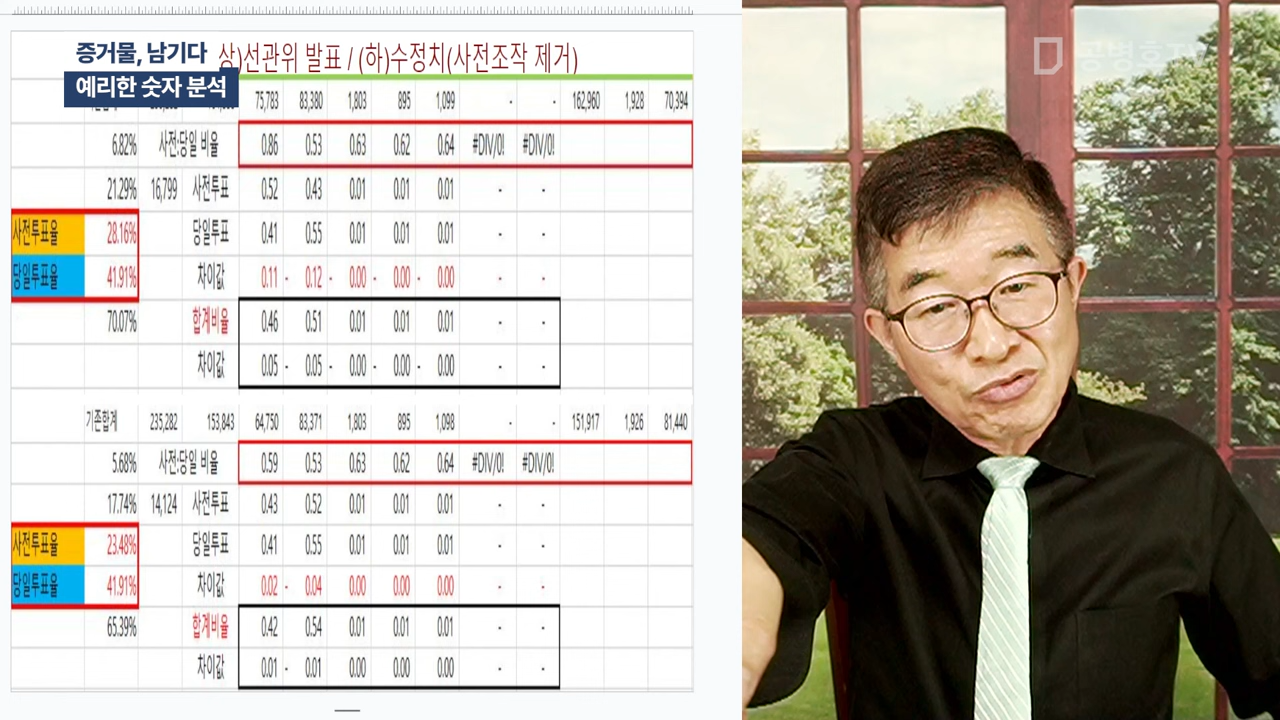 증거물, 남기다
예리한 숫자 분석
상)선관위 발표 / (하)수정치(사전조작 제거)
공병호TV
75,783 83,380 1,803 895 1,099 - - 162,960 1,928 70,394
6.82% 사전:당일 비율 0.86 0.53 0.63 0.62 0.64 #DIV/0! #DIV/0!
21.29% 16,799 사전투표 0.52 0.43 0.01 0.01 0.01 - -
사전투표율 28.16% 당일투표 0.41 0.55 0.01 0.01 0.01 - -
당일투표율 41.91% 차이값 0.11 - 0.12 - 0.00 - 0.00 - 0.00 - -
70.07% 합계비율 0.46 0.51 0.01 0.01 0.01 - -
차이값 0.05 - 0.05 - 0.00 - 0.00 - 0.00 - -
기존합계 235,282 153,843 64,750 83,371 1,803 895 1,098 - - 151,917 1,926 81,440
5.68% 사전:당일 비율 0.59 0.53 0.63 0.62 0.64 #DIV/0! #DIV/0!
17.74% 14,124 사전투표 0.43 0.52 0.01 0.01 0.01 - -
사전투표율 23.48% 당일투표 0.41 0.55 0.01 0.01 0.01 - -
당일투표율 41.91% 차이값 0.02 - 0.04 0.00 0.00 0.00 - -
65.39% 합계비율 0.42 0.54 0.01 0.01 0.01 - -
차이값 0.01 - 0.01 0.00 0.00 0.00 - -